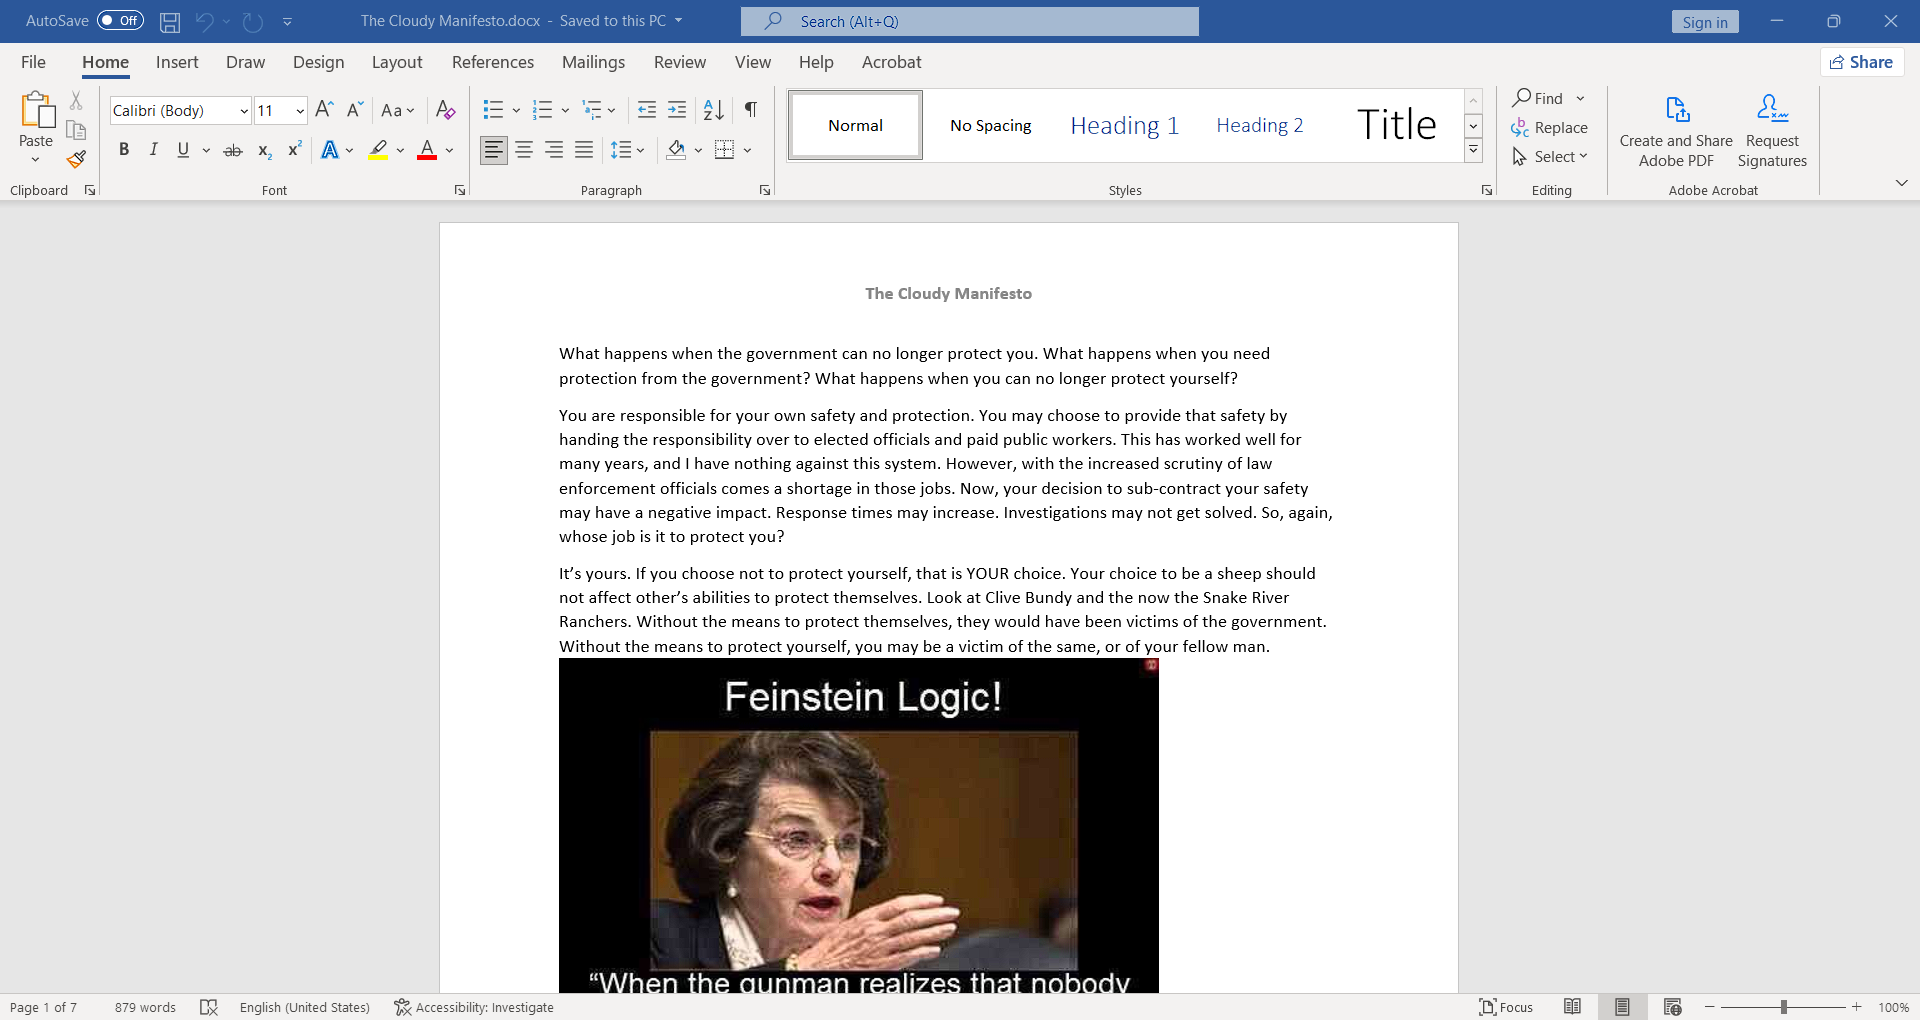 AutoSave Off The Cloudy Manifesto.docx - Saved to this PC Search (Alt+Q) Sign in
File Home Insert Draw Design Layout References Mailings Review View Help Acrobat Share
Calibri (Body) 11 Aa
Normal No Spacing Heading 1 Heading 2 Title
Find
Replace
Select
Paste
Create and Share
Adobe PDF
Request
Signatures
Clipboard Font Paragraph Styles Editing Adobe Acrobat
The Cloudy Manifesto
What happens when the government can no longer protect you. What happens when you need
protection from the government? What happens when you can no longer protect yourself?
You are responsible for your own safety and protection. You may choose to provide that safety by
handing the responsibility over to elected officials and paid public workers. This has worked well for
many years, and I have nothing against this system. However, with the increased scrutiny of law
enforcement officials comes a shortage in those jobs. Now, your decision to sub-contract your safety
may have a negative impact. Response times may increase. Investigations may not get solved. So, again,
whose job is it to protect you?
It’s yours. If you choose not to protect yourself, that is YOUR choice. Your choice to be a sheep should
not affect other’s abilities to protect themselves. Look at Clive Bundy and the now the Snake River
Ranchers. Without the means to protect themselves, they would have been victims of the government.
Without the means to protect yourself, you may be a victim of the same, or of your fellow man.
Feinstein Logic!
“When the gunman realizes that nobody
Page 1 of 7 879 words English (United States) Accessibility: Investigate Focus 100%